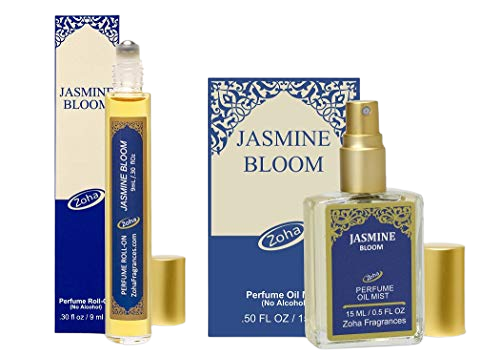 JASMINE
BLOOM
Zoha
Perfume Roll-
(No Alcohol)
.30 fl oz / 9
JASMINE BLOOM
9mL / .30 flOz
Zoha
PERFUME ROLL-ON
ZohaFragrances.com
JASMINE
BLOOM
Zoha
Perfume Oil
(No Alcohol
.50 FL OZ /
JASMINE
BLOOM
Zoha
PERFUME
OIL MIST
15 ML / 0.5 FL OZ
Zoha Fragrances